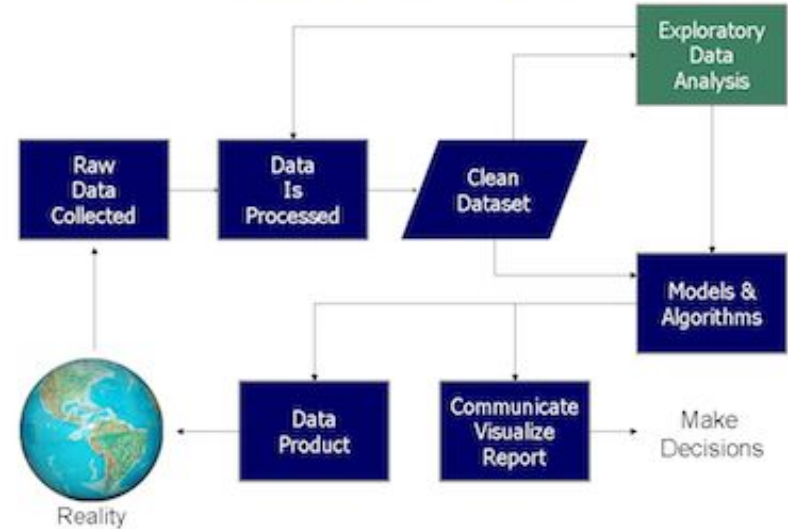 Exploratory
Data
Analysis
Raw
Data
Collected
Data
Is
Processed
Clean
Dataset
Models &
Algorithms
Data
Product
Communicate
Visualize
Report
Make
Decisions
Reality